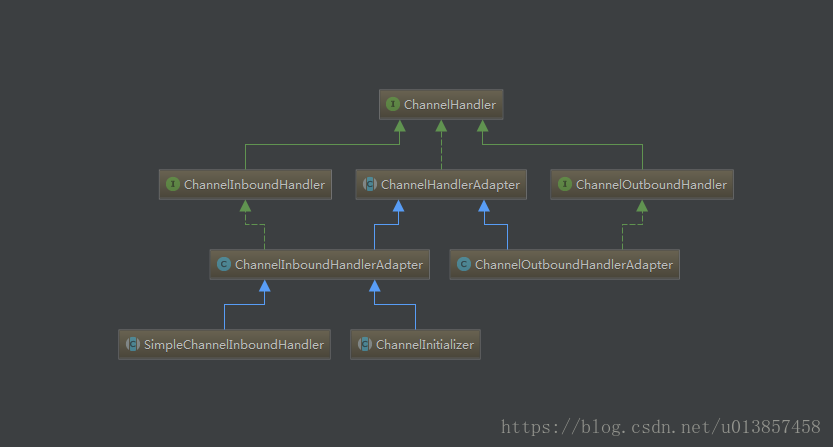 I ChannelHandler
I ChannelInboundHandler
C ChannelHandlerAdapter
I ChannelOutboundHandler
C ChannelInboundHandlerAdapter
C ChannelOutboundHandlerAdapter
C SimpleChannelInboundHandler
C ChannelInitializer
https://blog.csdn.net/u013857458